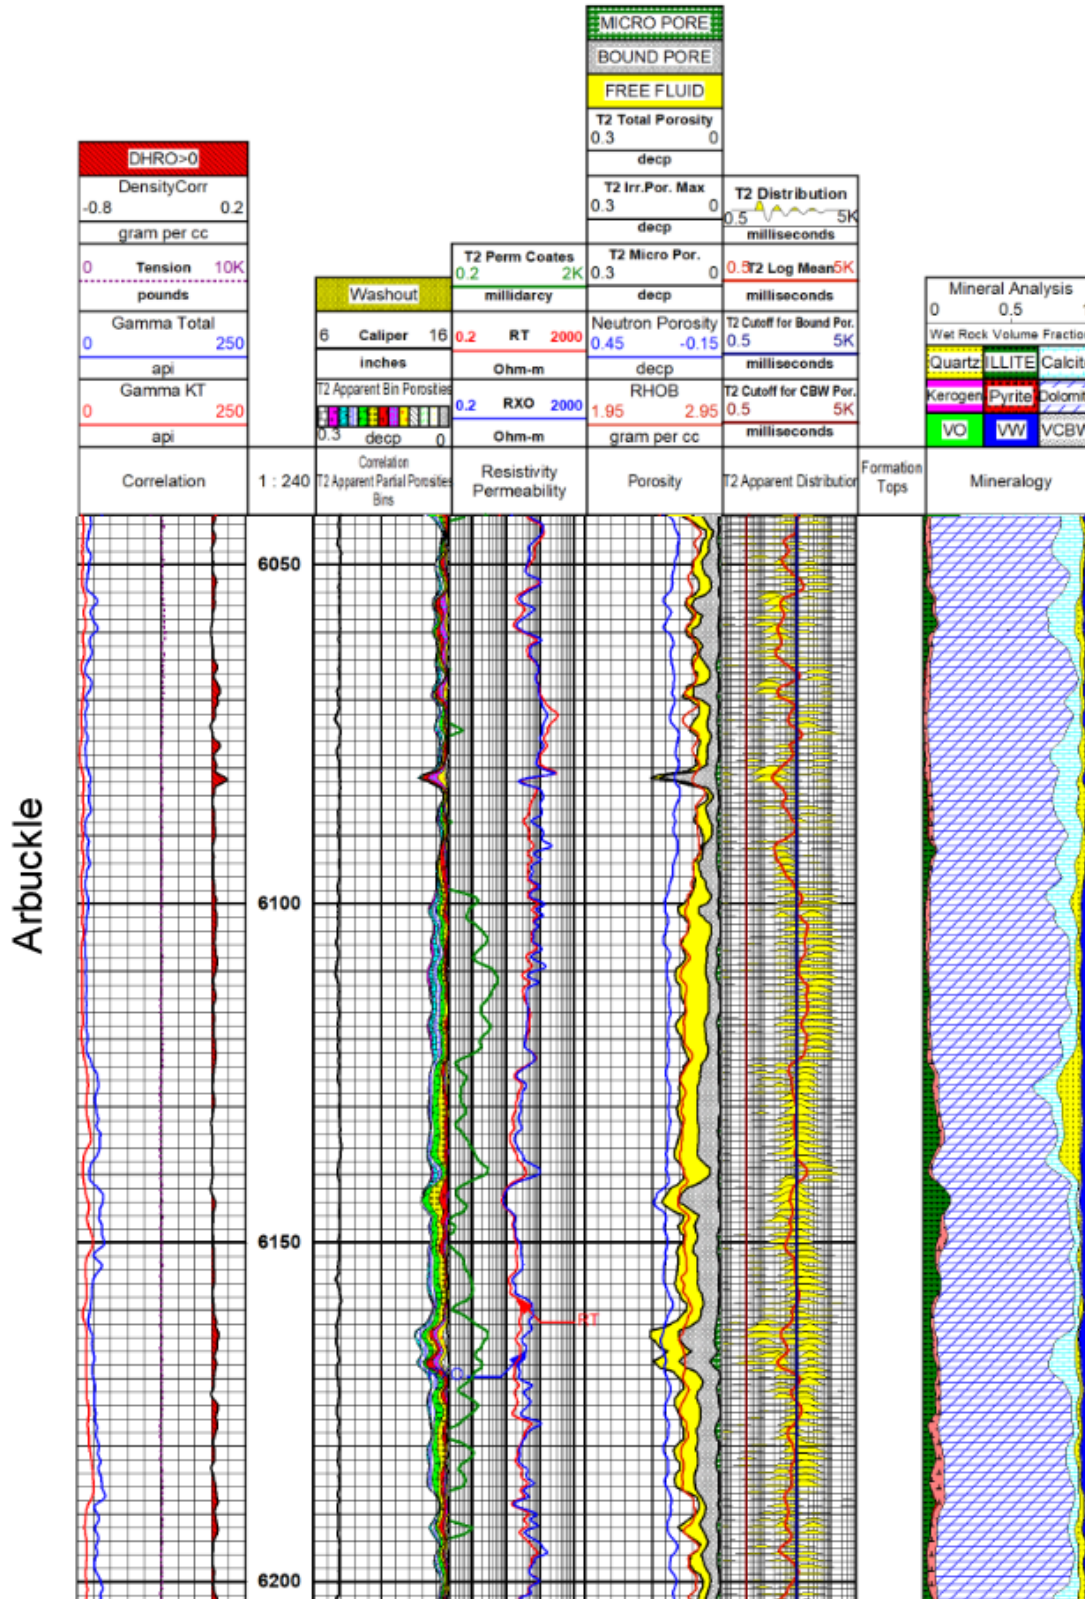 MICRO PORE
BOUND PORE
FREE FLUID
T2 Total Porosity
0.3 0
decp
T2 Irr.Por. Max
0.3 0
decp
T2 Micro Por.
0.3 0
decp
Neutron Porosity
0.45 -0.15
decp
RHOB
1.95 2.95
gram per cc
Porosity
DHRO>0
DensityCorr
-0.8 0.2
gram per cc
0 Tension 10K
pounds
Gamma Total
0 250
api
Gamma KT
0 250
api
Correlation
1 : 240
Washout
6 Caliper 16
inches
T2 Apparent Bin Porosities
0.3 decp 0
Correlation
T2 Apparent Partial Porosities
Bins
T2 Perm Coates
0.2 2K
millidarcy
0.2 RT 2000
Ohm-m
0.2 RXO 2000
Ohm-m
Resistivity
Permeability
T2 Distribution
0.5 5K
milliseconds
0.5 T2 Log Mean 5K
milliseconds
T2 Cutoff for Bound Por.
0.5 5K
milliseconds
T2 Cutoff for CBW Por.
0.5 5K
milliseconds
T2 Apparent Distribution
Formation
Tops
Mineral Analysis
0 0.5 1
Wet Rock Volume Fraction
Quartz ILLITE Calcit
Kerogen Pyrite Dolomit
VO VW VCBW
Mineralogy
Arbuckle
6050
6100
6150
RT
6200